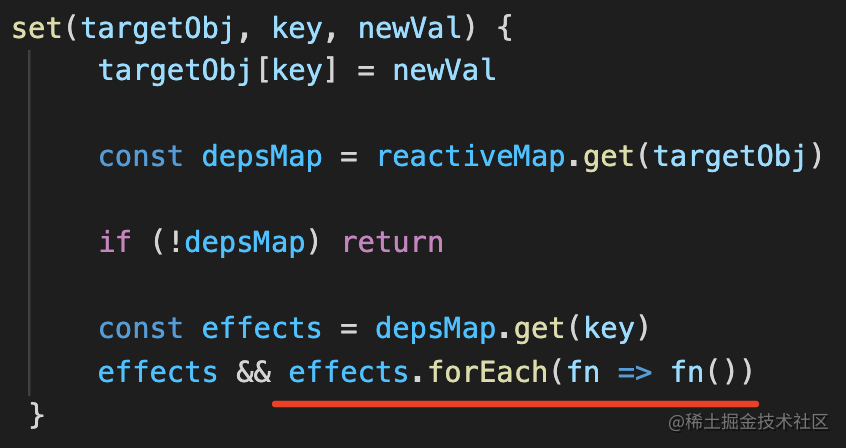 set(targetObj, key, newVal) {
targetObj[key] = newVal
const depsMap = reactiveMap.get(targetObj)
if (!depsMap) return
const effects = depsMap.get(key)
effects && effects.forEach(fn => fn())
}
@稀土掘金技术社区